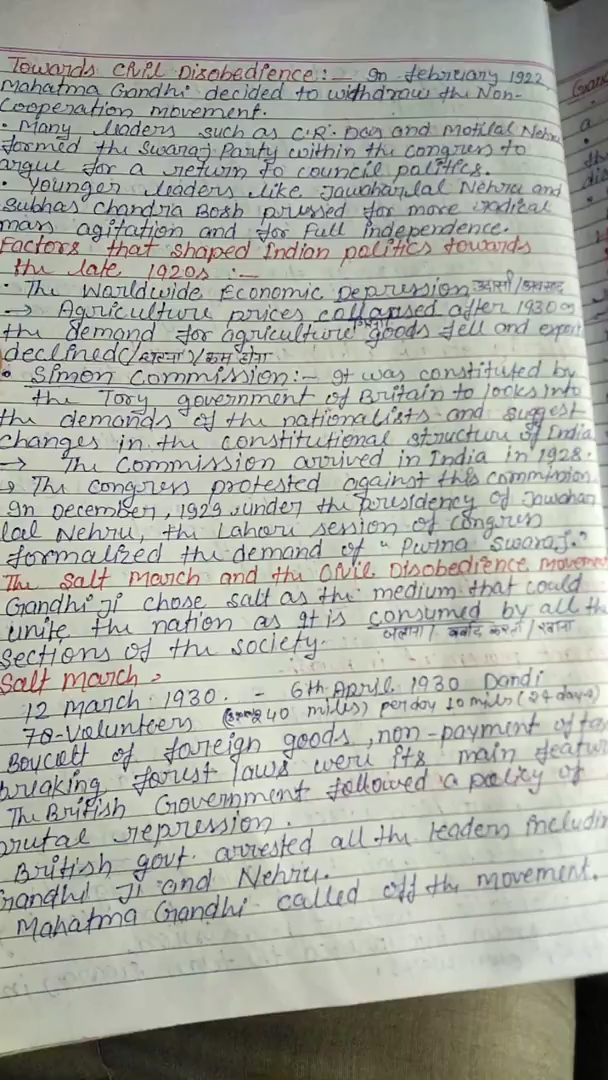 Towards Civil Disobedience:— In february 1922,
Mahatma Gandhi decided to withdraw the Non-
Cooperation movement.
• Many leaders such as C.R. Das and Motilal Nehru
formed the Swaraj Party within the congress to
argue for a return to council politics.
• Younger leaders like Jawaharlal Nehru and
Subhas Chandra Bosh pressed for more radical
mass agitation and for full independence.
Factors that shaped Indian politics towards
the late 1920s :—
• The Worldwide Economic Depression उदासी/अवसाद
→ Agriculture prices collapsed after 1930 as
the demand for agriculture goods fell and export
declined (/घटना)/कम होना
• Simon Commission:— It was constituted by
the Tory government of Britain to looks into
the demands of the nationalists and suggest
changes in the constitutional structure of India.
→ The Commission arrived in India in 1928.
→ The congress protested against this commission.
In December, 1929, under the presidency of Jawahar
lal Nehru, the Lahore session of Congress
formalized the demand of "Purna Swaraj."
The Salt March and the Civil Disobedience Movement
Gandhi ji chose salt as the medium that could
unite the nation as it is consumed by all the
जलाना/ बर्बाद करना/खाना
sections of the society.
Salt March :
12 March 1930. - 6th April 1930 Dandi
78-Volunteers 240 miles) per day 10 miles (24 days)
Boycott of foreign goods, non-payment of tax
breaking forest laws were its main
The British Government followed a policy of
brutal repression.
British govt. arrested all the leaders
Gandhi Ji and Nehru.
Mahatma Gandhi called off the movement.